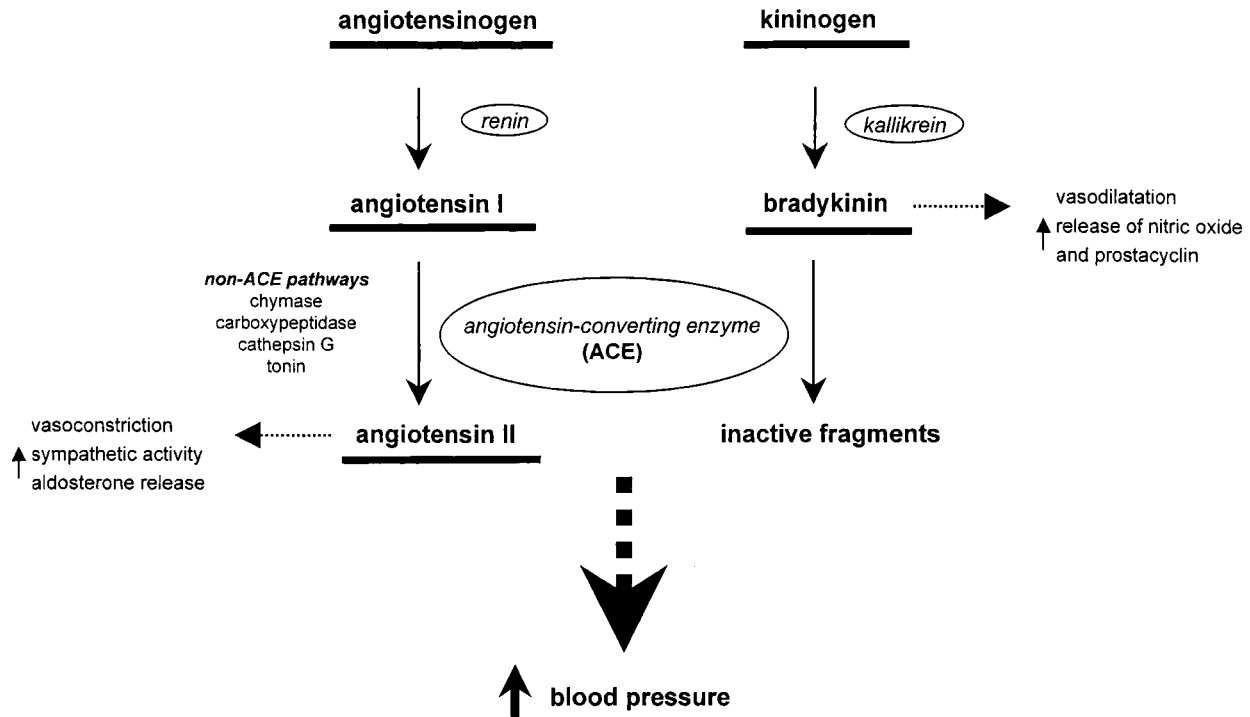 angiotensinogen
kininogen
renin
kallikrein
angiotensin I
bradykinin
vasodilatation
release of nitric oxide
and prostacyclin
non-ACE pathways
chymase
carboxypeptidase
cathepsin G
tonin
angiotensin-converting enzyme
(ACE)
vasoconstriction
sympathetic activity
aldosterone release
angiotensin II
inactive fragments
blood pressure